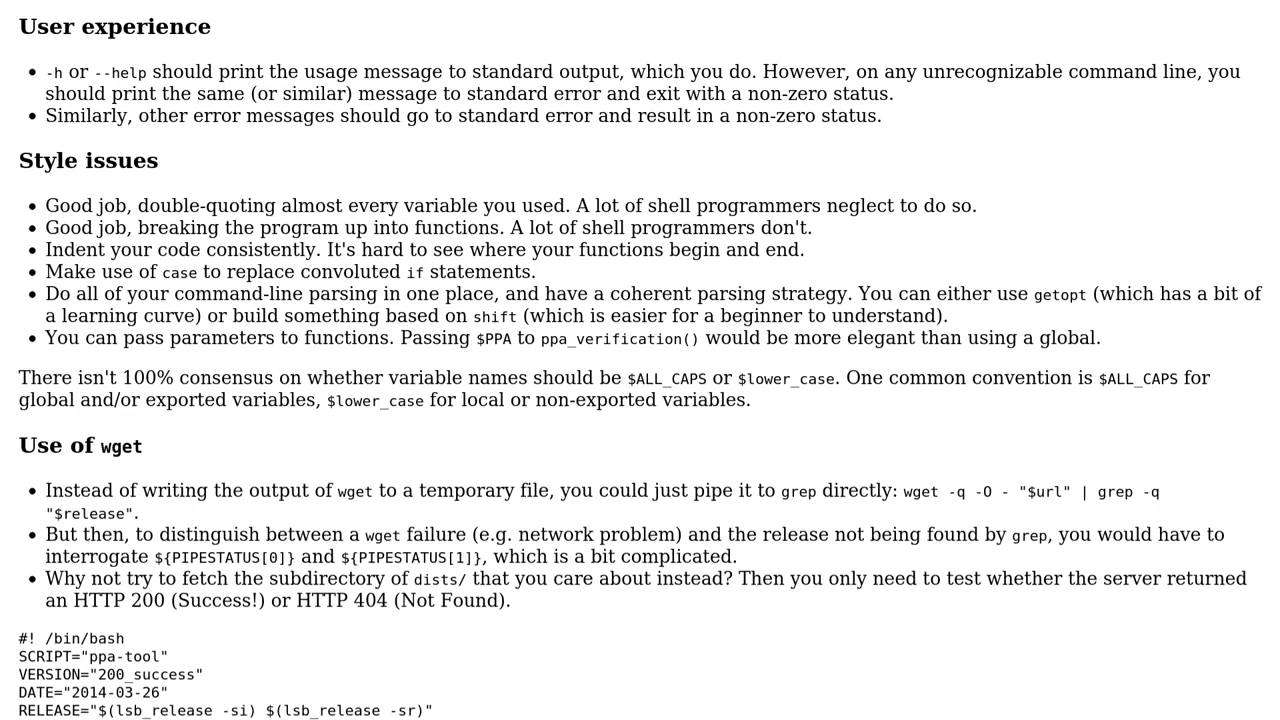 User experience
-h or --help should print the usage message to standard output, which you do. However, on any unrecognizable command line, you
should print the same (or similar) message to standard error and exit with a non-zero status.
Similarly, other error messages should go to standard error and result in a non-zero status.
Style issues
Good job, double-quoting almost every variable you used. A lot of shell programmers neglect to do so.
Good job, breaking the program up into functions. A lot of shell programmers don't.
Indent your code consistently. It's hard to see where your functions begin and end.
Make use of case to replace convoluted if statements.
Do all of your command-line parsing in one place, and have a coherent parsing strategy. You can either use getopt (which has a bit of
a learning curve) or build something based on shift (which is easier for a beginner to understand).
You can pass parameters to functions. Passing $PPA to ppa_verification() would be more elegant than using a global.
There isn't 100% consensus on whether variable names should be $ALL_CAPS or $lower_case. One common convention is $ALL_CAPS for
global and/or exported variables, $lower_case for local or non-exported variables.
Use of wget
Instead of writing the output of wget to a temporary file, you could just pipe it to grep directly: wget -q -O - "$url" | grep -q
"$release".
But then, to distinguish between a wget failure (e.g. network problem) and the release not being found by grep, you would have to
interrogate ${PIPESTATUS[0]} and ${PIPESTATUS[1]}, which is a bit complicated.
Why not try to fetch the subdirectory of dists/ that you care about instead? Then you only need to test whether the server returned
an HTTP 200 (Success!) or HTTP 404 (Not Found).
#! /bin/bash
SCRIPT="ppa-tool"
VERSION="200_success"
DATE="2014-03-26"
RELEASE="$(lsb_release -si) $(lsb_release -sr)"